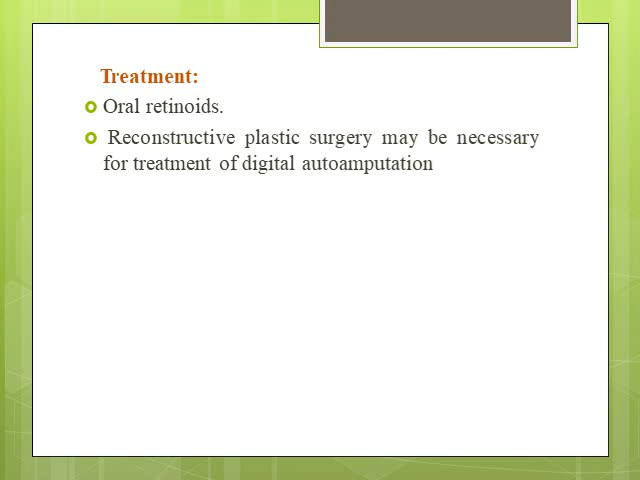 Treatment:
Oral retinoids.
Reconstructive plastic surgery may be necessary
for treatment of digital autoamputation